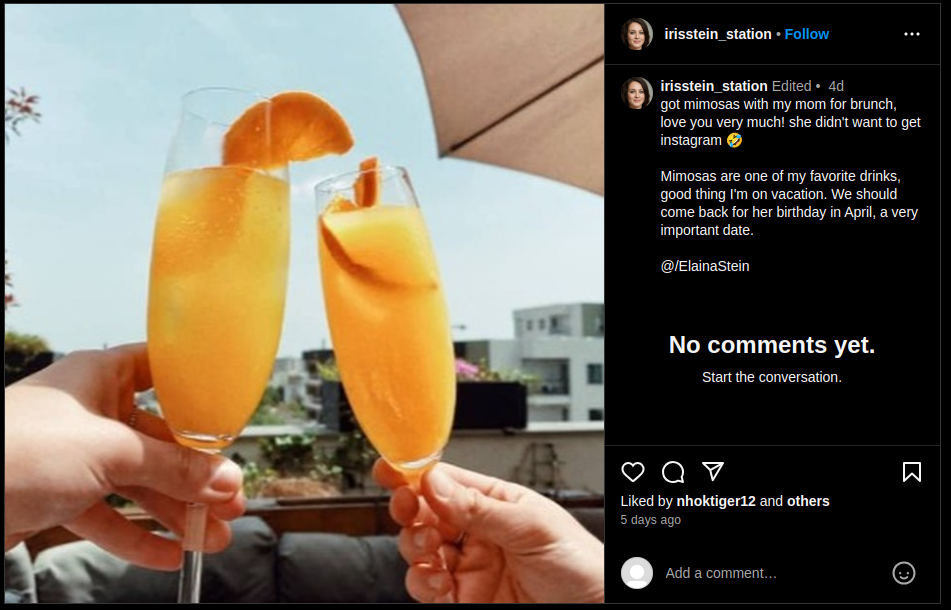 irisstein_station • Follow
irisstein_station Edited • 4d
got mimosas with my mom for brunch,
love you very much! she didn't want to get
instagram 🤣
Mimosas are one of my favorite drinks,
good thing I'm on vacation. We should
come back for her birthday in April, a very
important date.
@/ElainaStein
No comments yet.
Start the conversation.
Liked by nhoktiger12 and others
5 days ago
Add a comment…